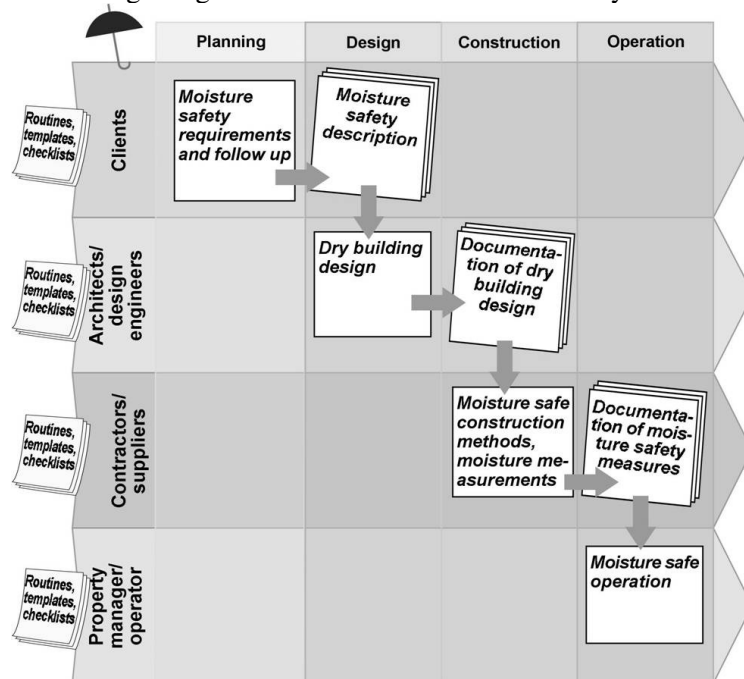 Planning
Design
Construction
Operation
Routines,
templates,
checklists
Clients
Moisture
safety
requirements
and follow up
Moisture
safety
description
Routines,
templates,
checklists
Architects/
design
engineers
Dry building
design
Documenta-
tion of dry
building
design
Routines,
templates,
checklists
Contractors/
suppliers
Moisture safe
construction
methods,
moisture me-
asurements
Documenta-
tion of mois-
ture safety
measures
Routines,
templates,
checklists
Property
manager/
operator
Moisture safe
operation